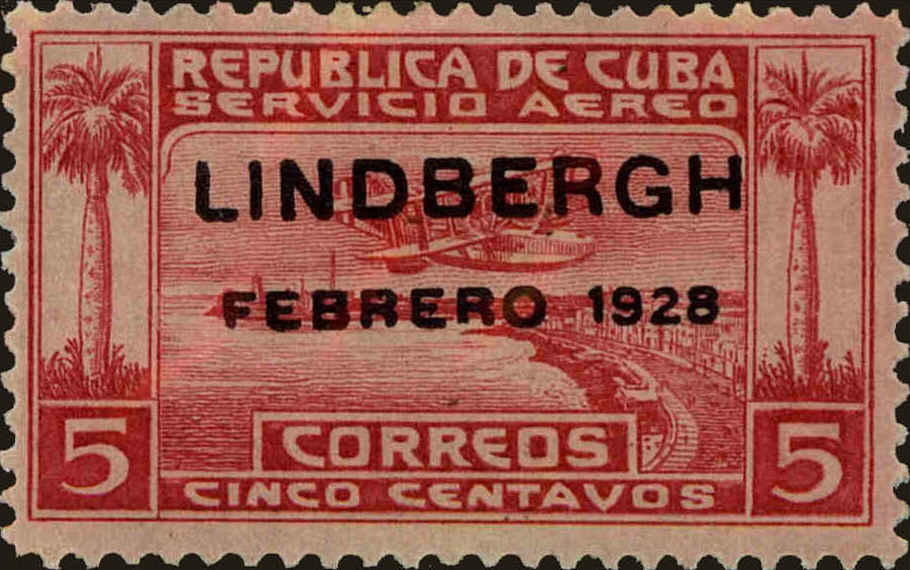 REPUBLICA DE CUBA
SERVICIO AEREO
LINDBERGH
FEBRERO 1928
CORREOS
5 5
CINCO CENTAVOS